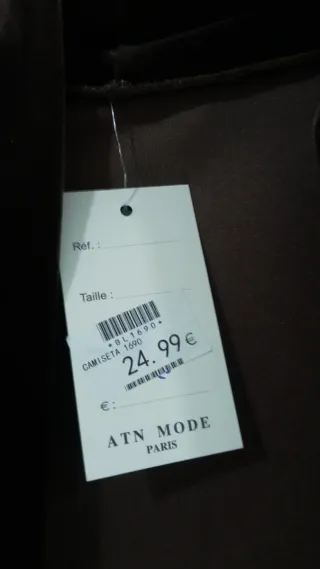 Réf. :
Taille :
*BL1690*
CAMISETA 1690
24.99€
€ :
ATN MODE
PARIS